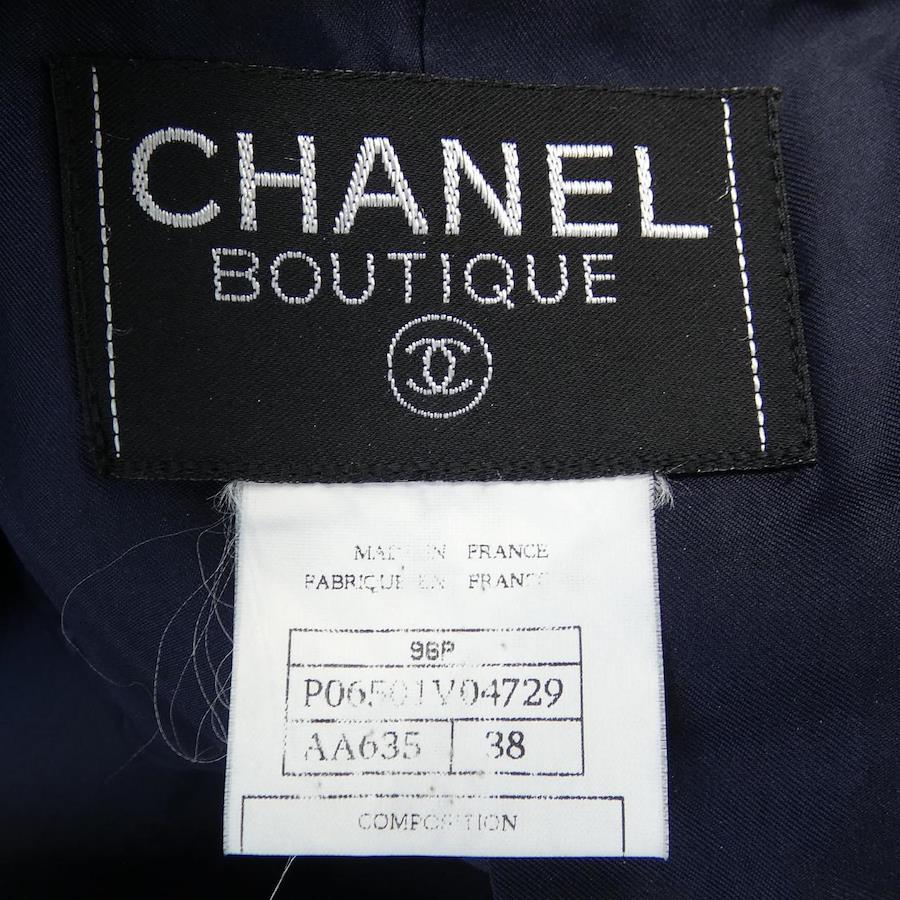 CHANEL
BOUTIQUE
MADE IN FRANCE
FABRIQUE EN FRANCE
96P
P06501V04729
AA635 38
COMPOSITION